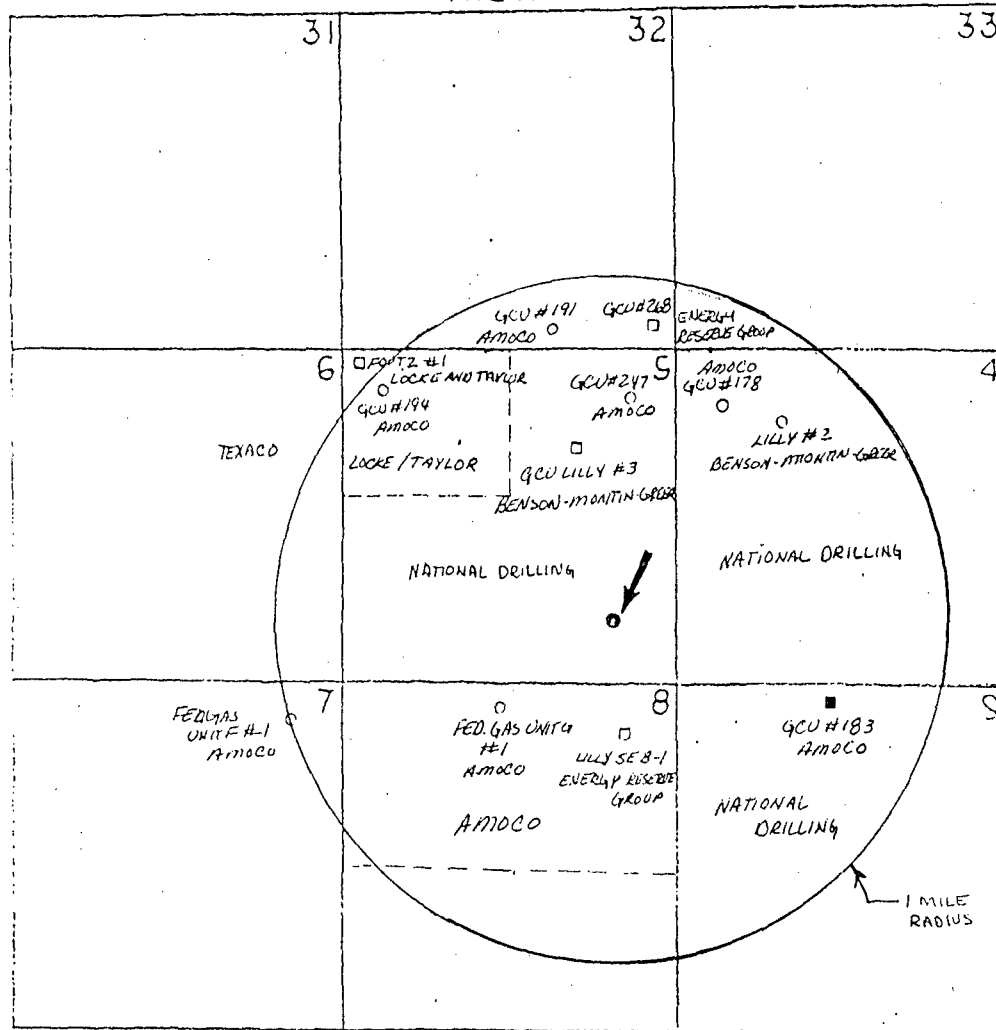 31
32
33
GCU #191
AMOCO
GCU #268
ENERGY
RESERVE GROUP
6
FOUTZ #1
LOCKE AND TAYLOR
GCU #194
AMOCO
LOCKE / TAYLOR
TEXACO
5
GCU #247
AMOCO
GCU LILLY #3
BENSON-MONTIN-GREER
AMOCO
GCU #178
LILLY #2
BENSON-MONTIN-GREER
4
NATIONAL DRILLING
NATIONAL DRILLING
7
FED GAS
UNIT F #1
AMOCO
FED. GAS UNIT G
#1
AMOCO
AMOCO
8
LILLY SE 8-1
ENERGY RESERVE
GROUP
GCU #183
AMOCO
NATIONAL
DRILLING
9
1 MILE
RADIUS